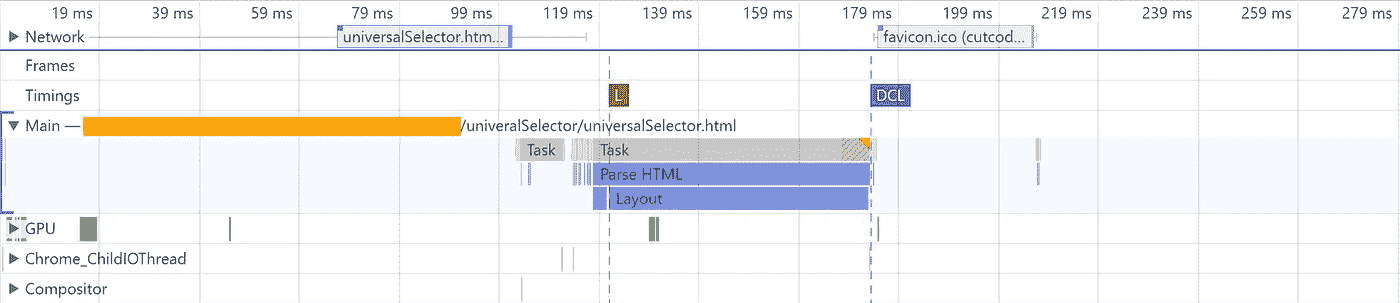 19 ms 39 ms 59 ms 79 ms 99 ms 119 ms 139 ms 159 ms 179 ms 199 ms 219 ms 239 ms 259 ms 279 ms
Network universalSelector.htm... favicon.ico (cutcod...
Frames
Timings L DCL
Main — /univeralSelector/universalSelector.html
Task Task
Parse HTML
Layout
GPU
Chrome_ChildIOThread
Compositor